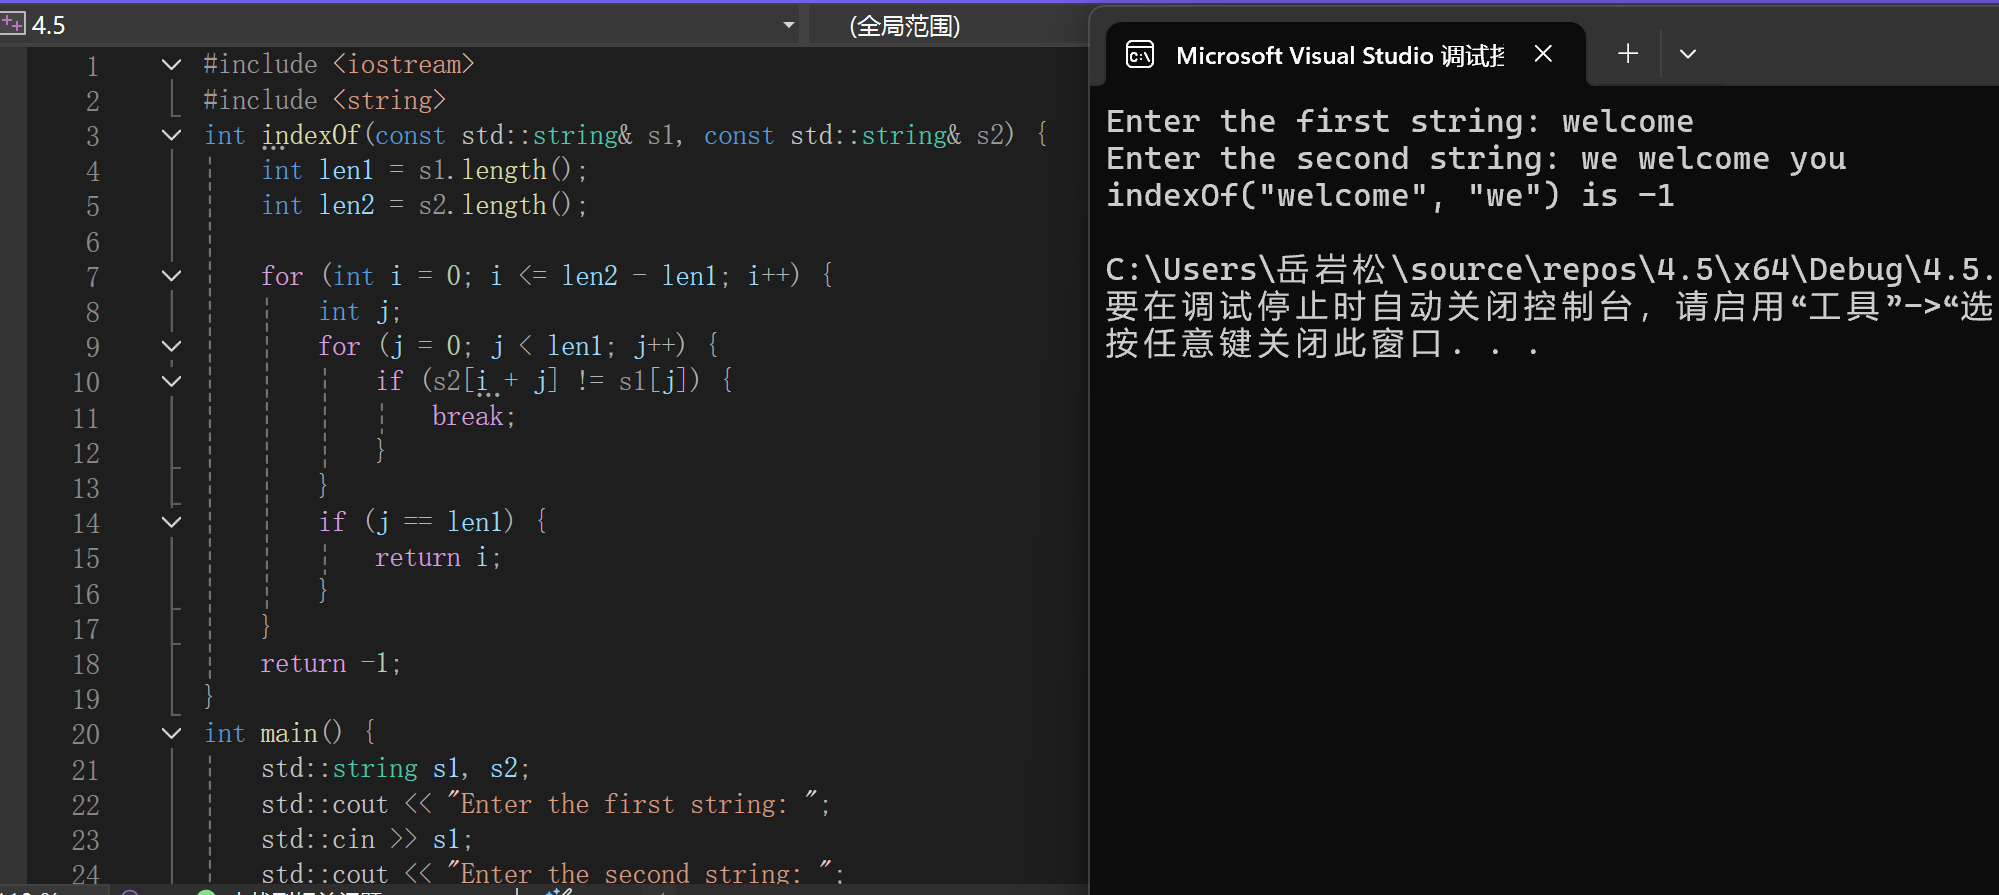 4.5
(全局范围)
1 #include <iostream>
2 #include <string>
3 int indexOf(const std::string& s1, const std::string& s2) {
4 int len1 = s1.length();
5 int len2 = s2.length();
6
7 for (int i = 0; i <= len2 - len1; i++) {
8 int j;
9 for (j = 0; j < len1; j++) {
10 if (s2[i + j] != s1[j]) {
11 break;
12 }
13 }
14 if (j == len1) {
15 return i;
16 }
17 }
18 return -1;
19 }
20 int main() {
21 std::string s1, s2;
22 std::cout << "Enter the first string: ";
23 std::cin >> s1;
24 std::cout << "Enter the second string: ";
Microsoft Visual Studio 调试控
Enter the first string: welcome
Enter the second string: we welcome you
indexOf("welcome", "we") is -1
C:\Users\岳岩松\source\repos\4.5\x64\Debug\4.5.
要在调试停止时自动关闭控制台，请启用“工具”->“选
按任意键关闭此窗口. . .